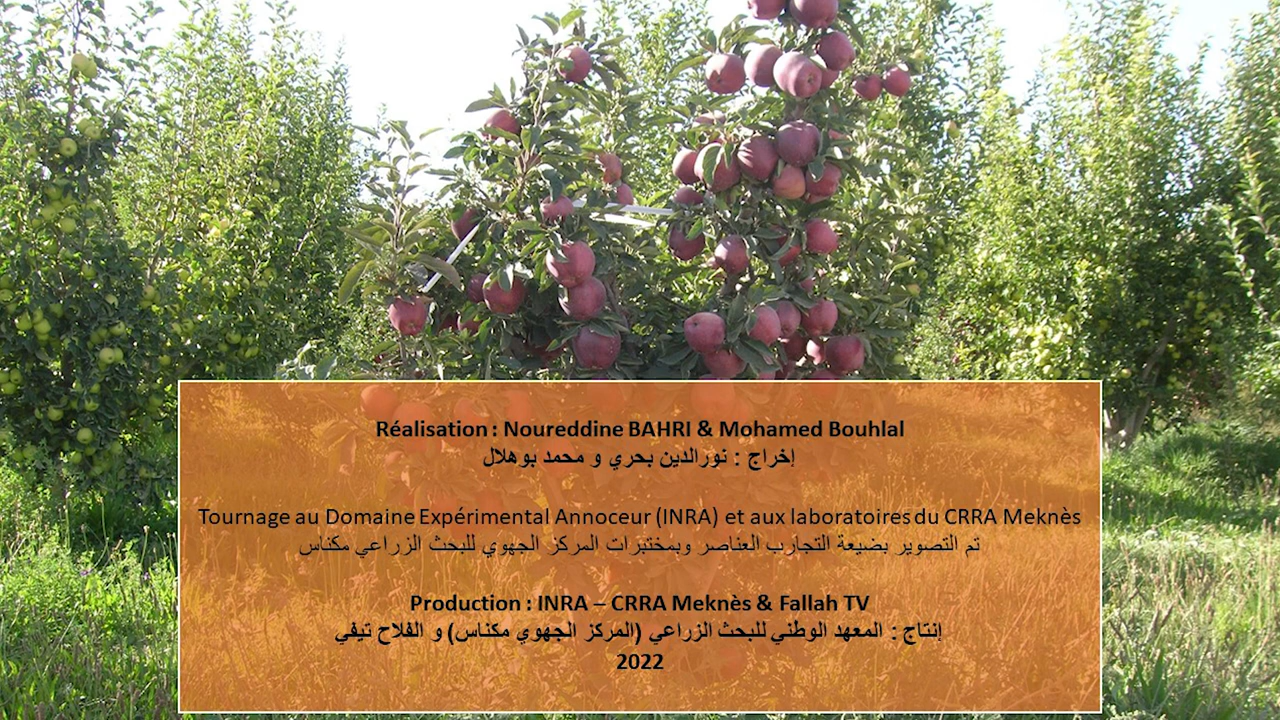 Réalisation : Noureddine BAHRI & Mohamed Bouhlal
إخراج : نورالدين بحري و محمد بوهلال
Tournage au Domaine Expérimental Annoceur (INRA) et aux laboratoires du CRRA Meknès
تم التصوير بضيعة التجارب العناصر وبمختبرات المركز الجهوي للبحث الزراعي مكناس
Production : INRA – CRRA Meknès & Fallah TV
إنتاج : المعهد الوطني للبحث الزراعي (المركز الجهوي مكناس) و الفلاح تيفي
2022